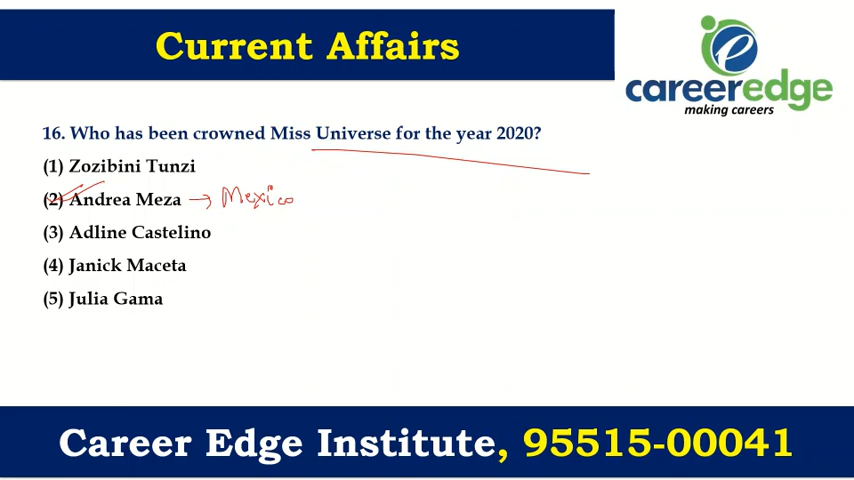 Current Affairs
careeredge
making careers
16. Who has been crowned Miss Universe for the year 2020?
(1) Zozibini Tunzi
(2) Andrea Meza → Mexico
(3) Adline Castelino
(4) Janick Maceta
(5) Julia Gama
Career Edge Institute, 95515-00041